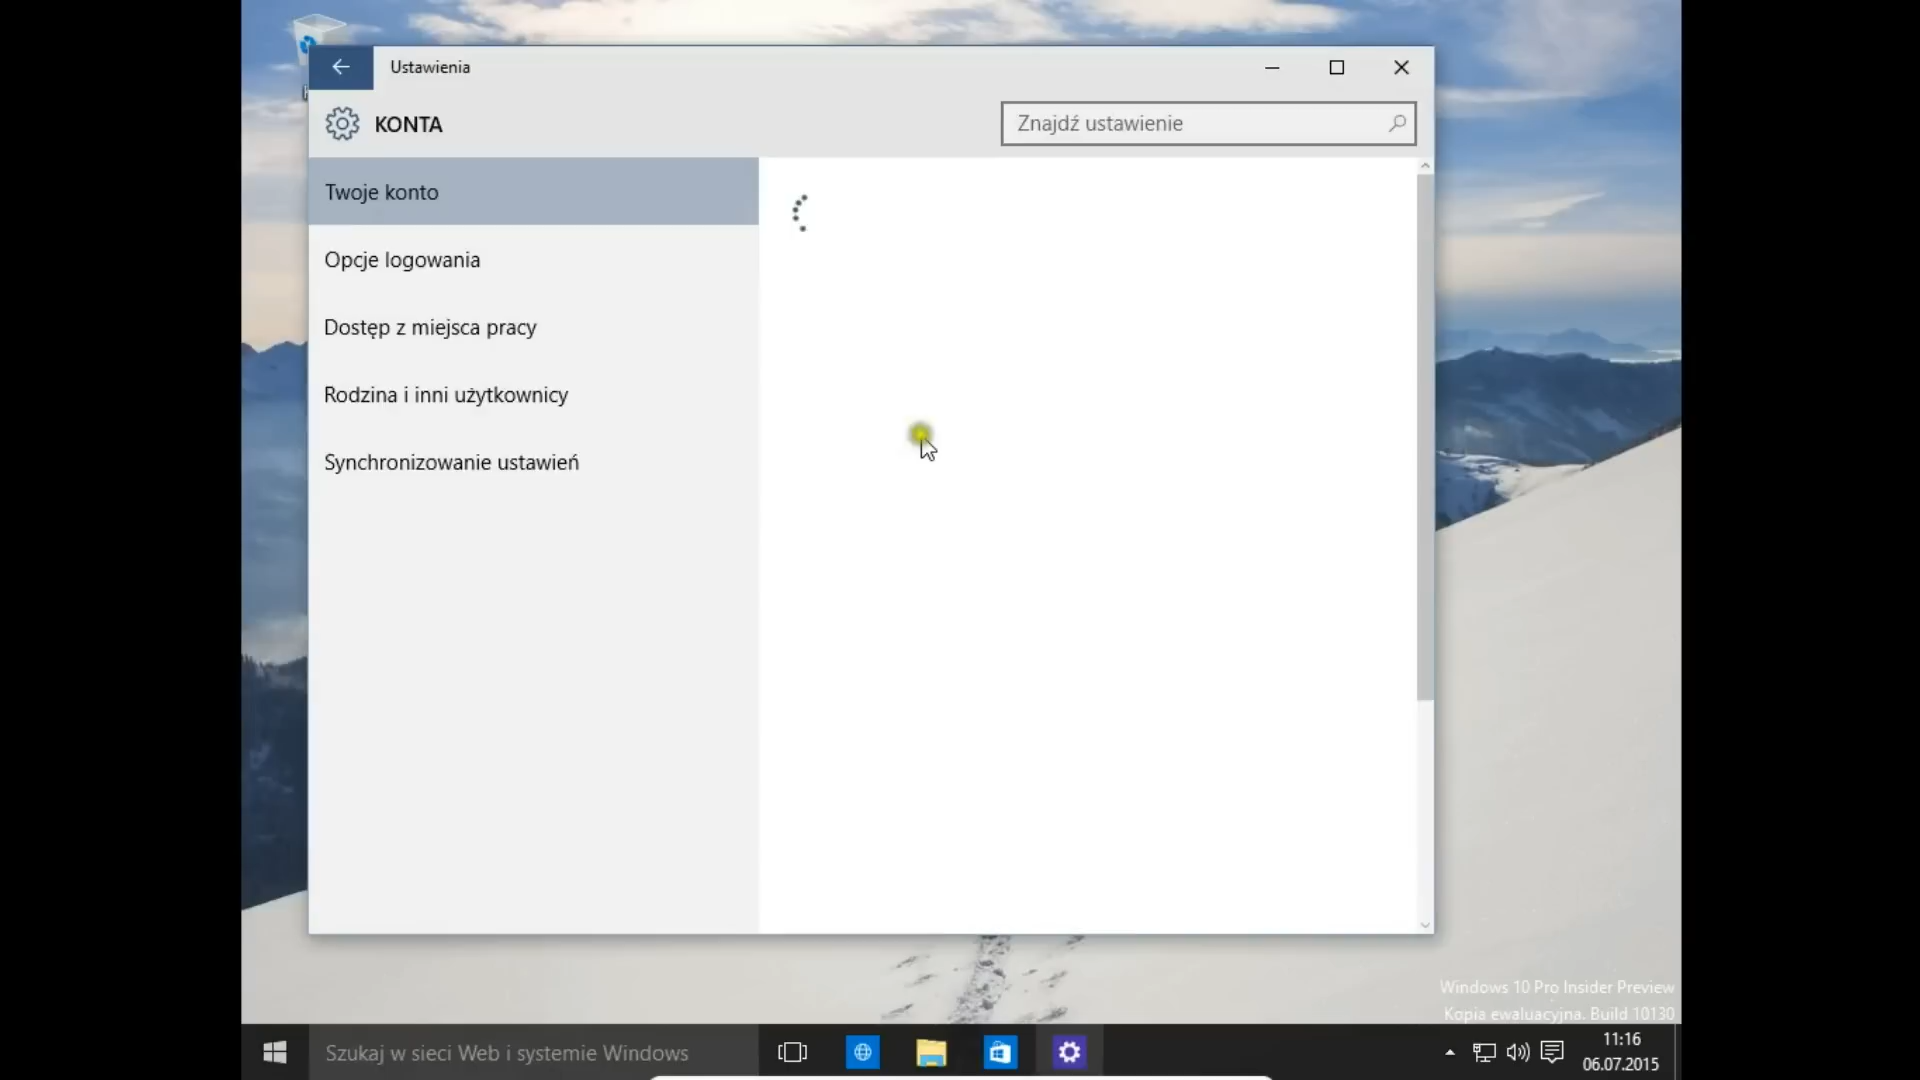 Ustawienia
KONTA
Znajdź ustawienie
Twoje konto
Opcje logowania
Dostęp z miejsca pracy
Rodzina i inni użytkownicy
Synchronizowanie ustawień
Windows 10 Pro Insider Preview
Kopia ewaluacyjna. Build 10130
Szukaj w sieci Web i systemie Windows
11:16
06.07.2015